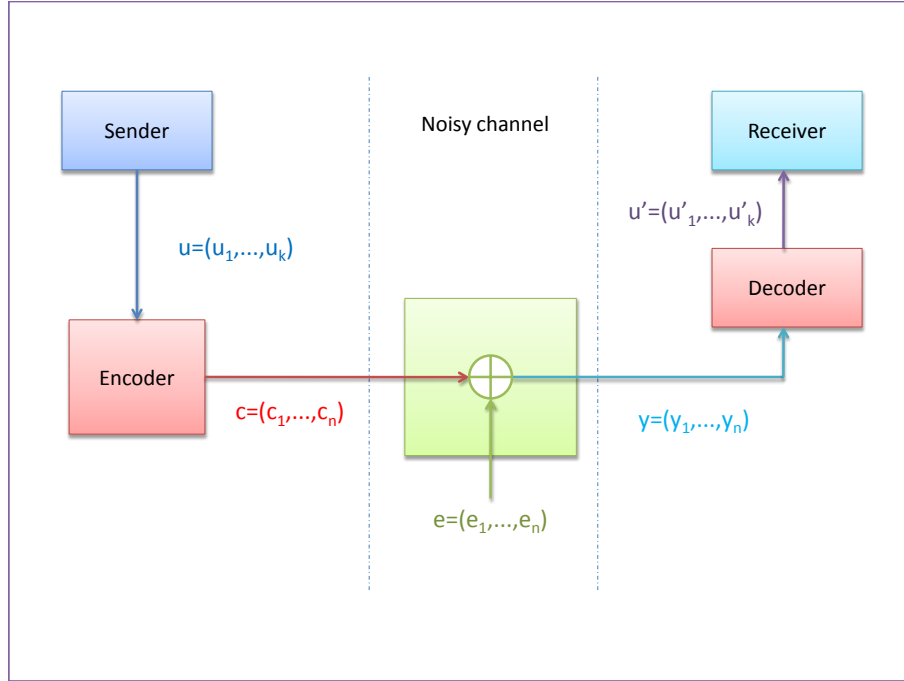 Sender
Noisy channel
Receiver
u'=(u'₁,...,u'ₖ)
u=(u₁,...,uₖ)
Decoder
Encoder
c=(c₁,...,cₙ)
y=(y₁,...,yₙ)
e=(e₁,...,eₙ)